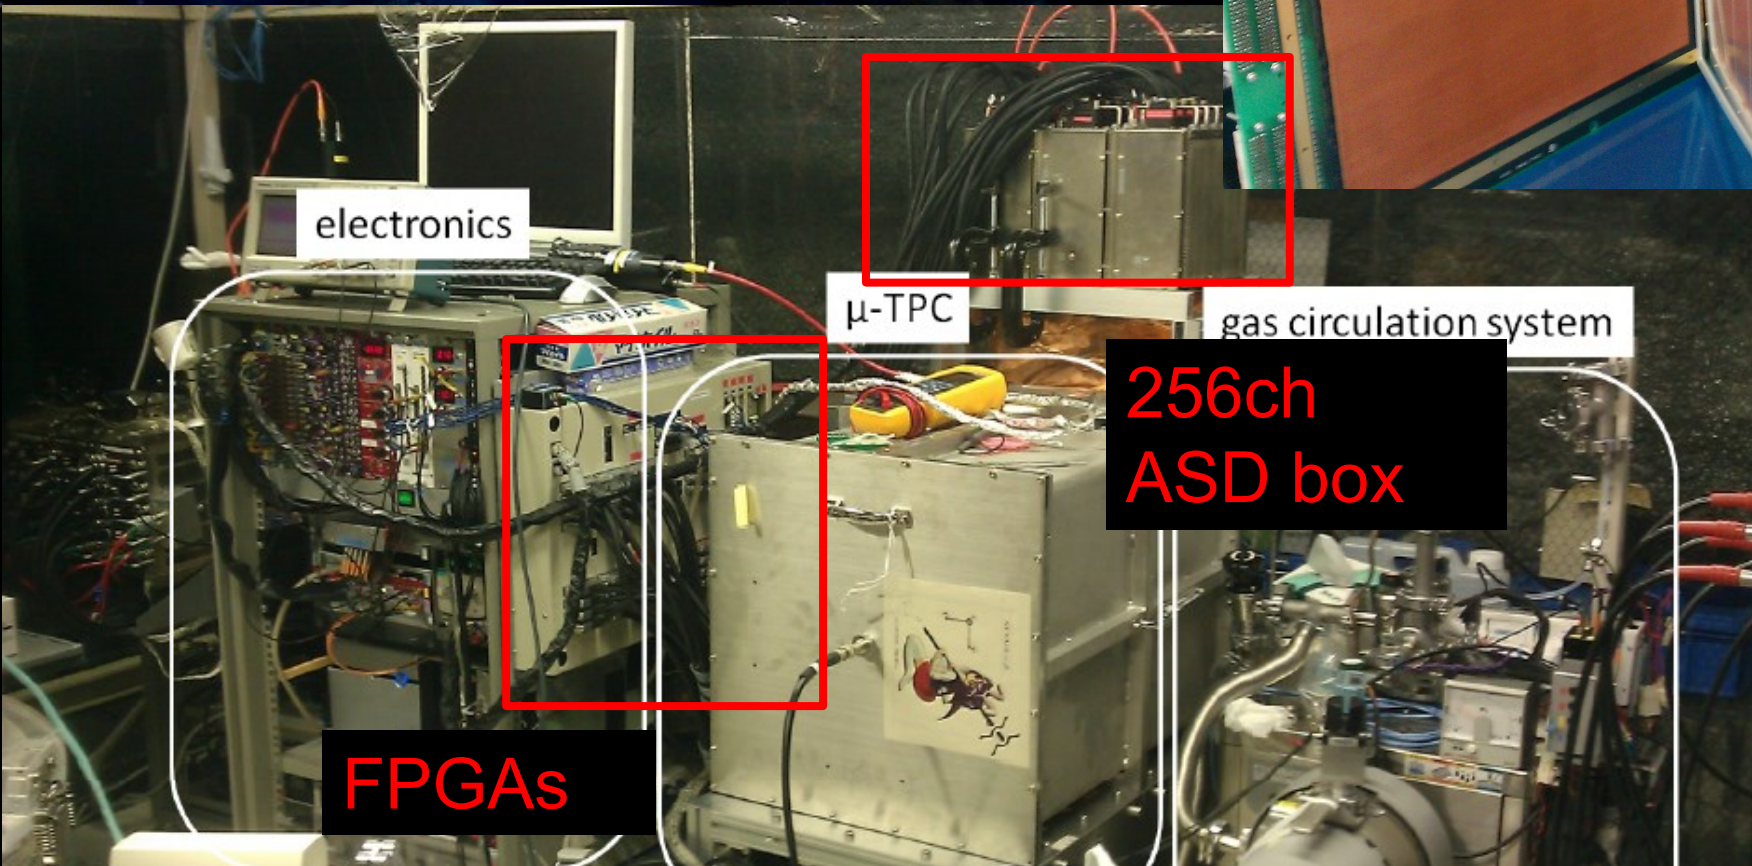 electronics
μ-TPC
gas circulation system
256ch
ASD box
FPGAs